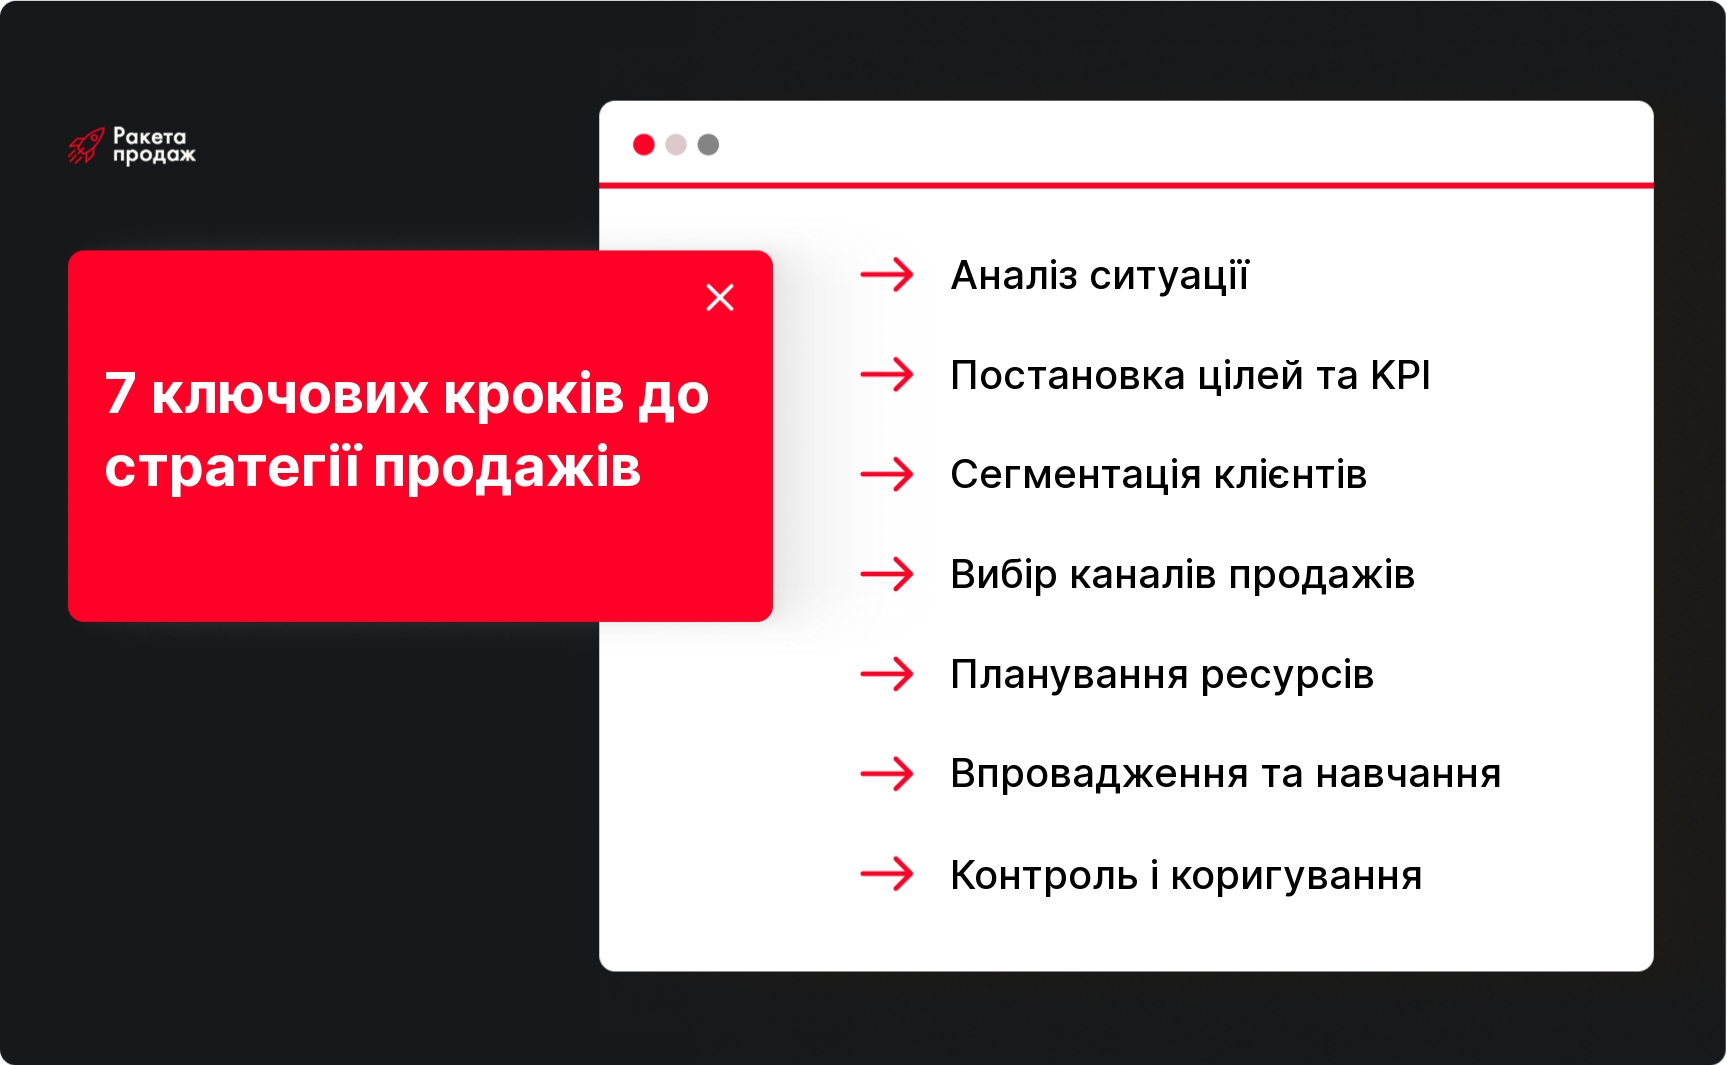 Ракета
продаж
7 ключових кроків до
стратегії продажів
Аналіз ситуації
Постановка цілей та KPI
Сегментація клієнтів
Вибір каналів продажів
Планування ресурсів
Впровадження та навчання
Контроль і коригування